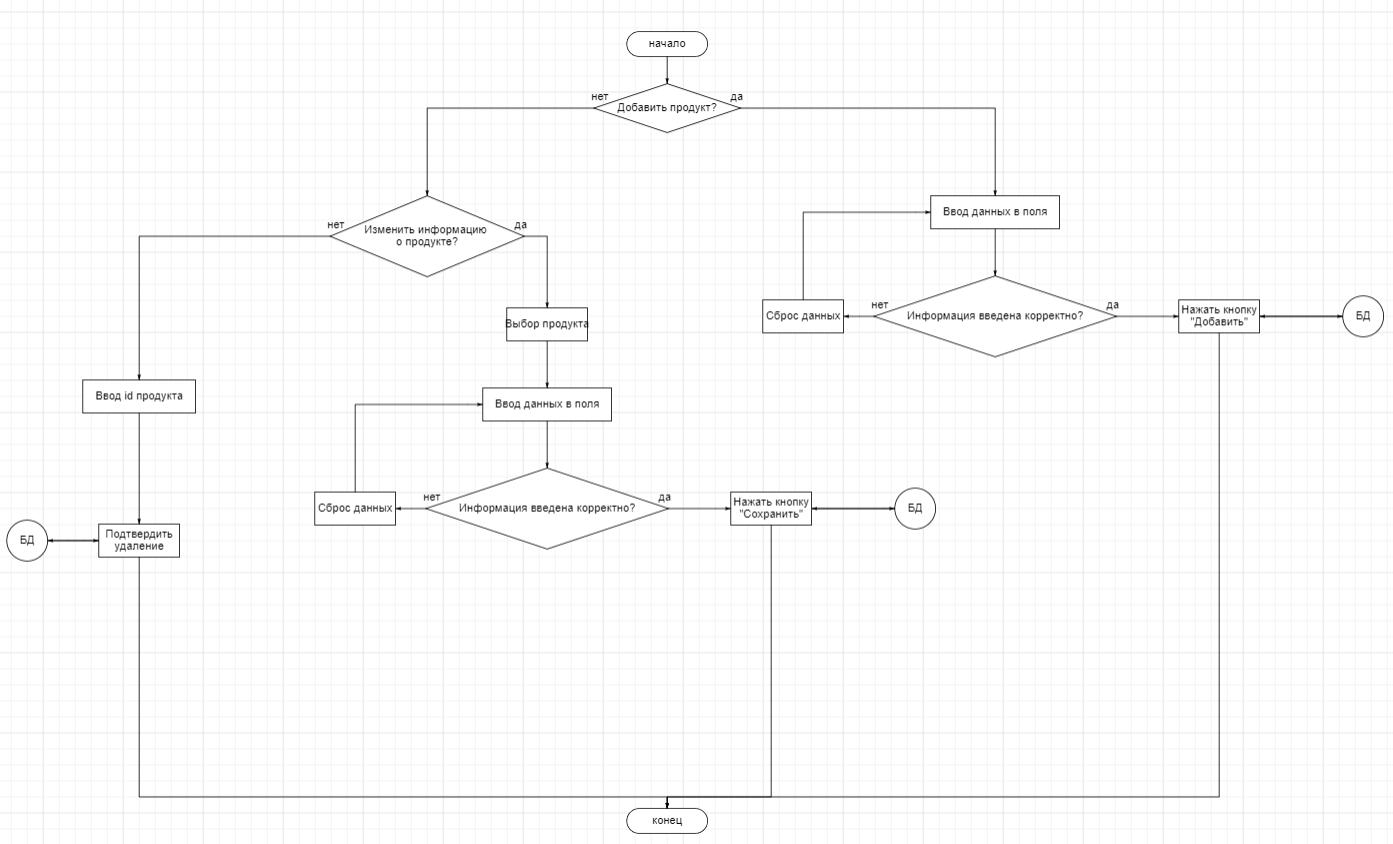 начало
нет
да
Добавить продукт?
нет
да
Изменить информацию
о продукте?
Ввод данных в поля
Выбор продукта
Сброс данных
нет
Информация введена корректно?
да
Нажать кнопку
"Добавить"
БД
Ввод id продукта
Ввод данных в поля
Сброс данных
нет
Информация введена корректно?
да
Нажать кнопку
"Сохранить"
БД
БД
Подтвердить
удаление
конец